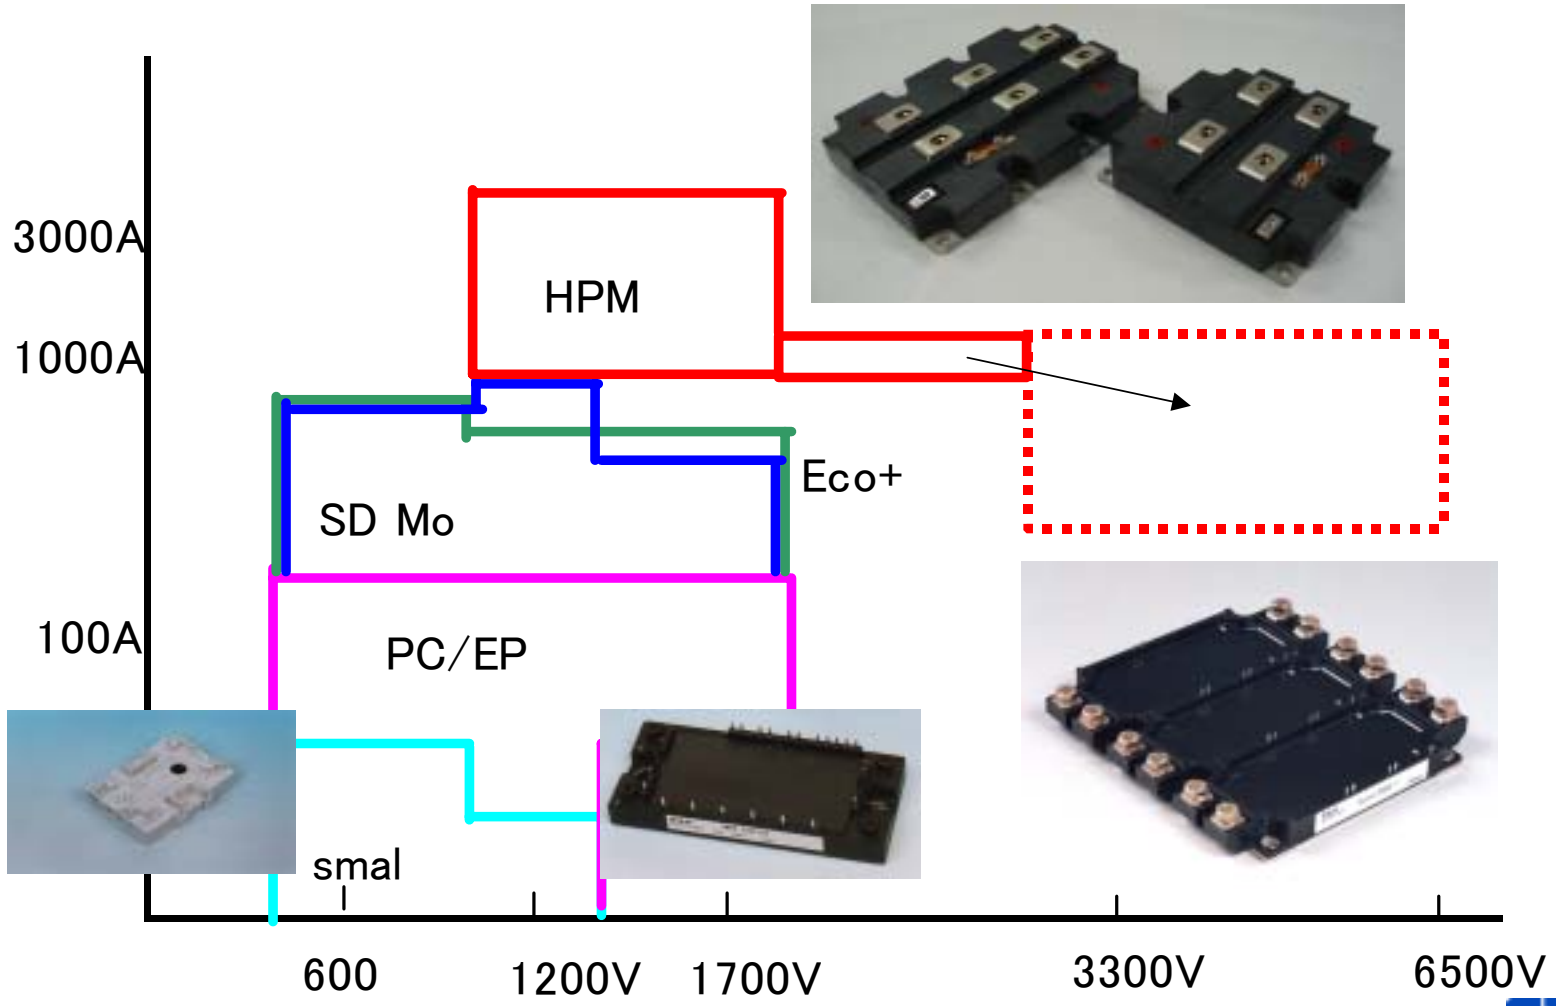 3000A
HPM
1000A
Eco+
SD Mo
100A
PC/EP
smal
600
1200V
1700V
3300V
6500V